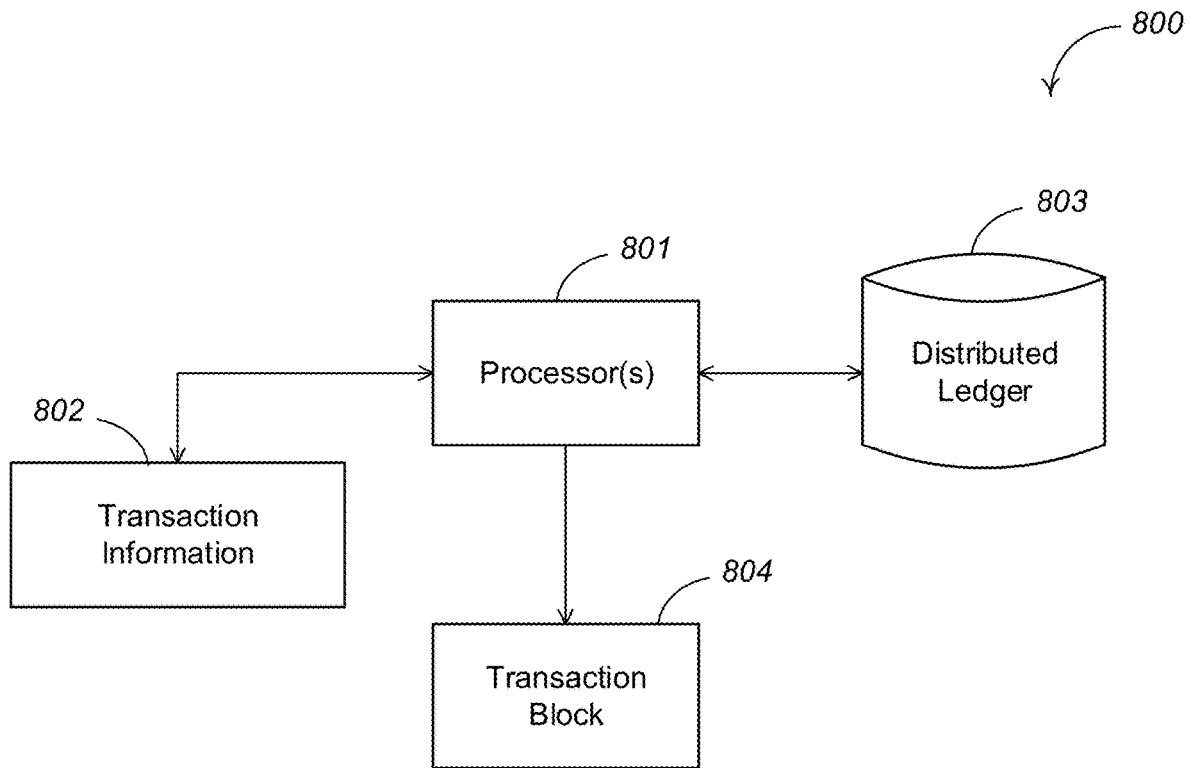 800
803
801
Distributed
Ledger
Processor(s)
802
Transaction
Information
804
Transaction
Block